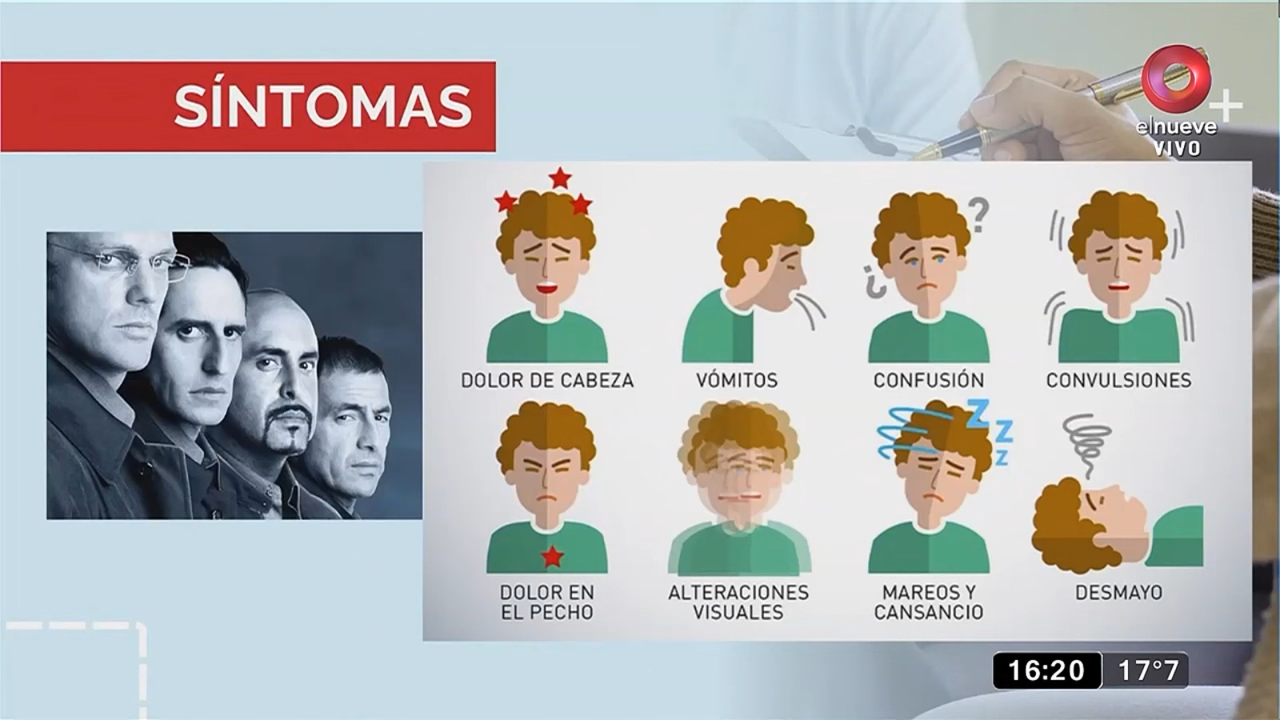 SÍNTOMAS
elnueve
VIVO
?
¿
DOLOR DE CABEZA
VÓMITOS
CONFUSIÓN
CONVULSIONES
Z
Z
Z
DOLOR EN
EL PECHO
ALTERACIONES
VISUALES
MAREOS Y
CANSANCIO
DESMAYO
16:20
17°7